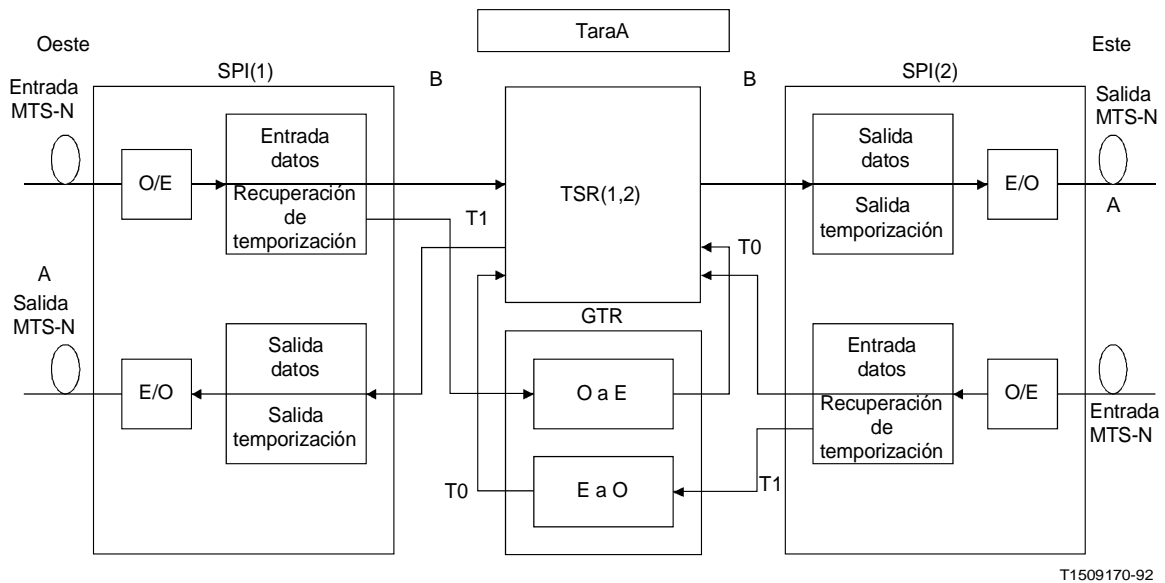 TaraA
Oeste
Este
SPI(1)
B
B
SPI(2)
Entrada
MTS-N
Salida
MTS-N
Entrada
datos
Recuperación
de
temporización
O/E
T1
TSR(1,2)
Salida
datos
Salida
temporización
E/O
A
T0
A
Salida
MTS-N
GTR
E/O
Salida
datos
Salida
temporización
O a E
E a O
T0
T1
Entrada
datos
Recuperación
de
temporización
O/E
Entrada
MTS-N
T1509170-92